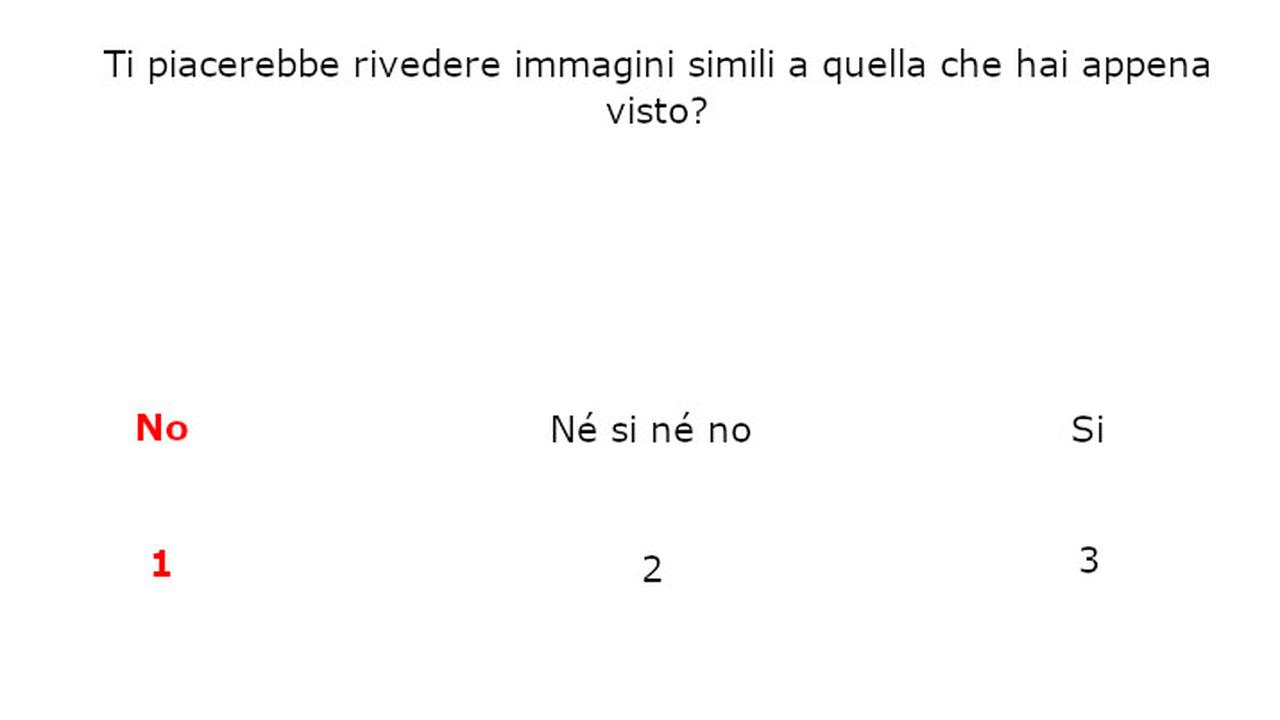 Ti piacerebbe rivedere immagini simili a quella che hai appena
visto?
No
Né si né no
Si
1
2
3